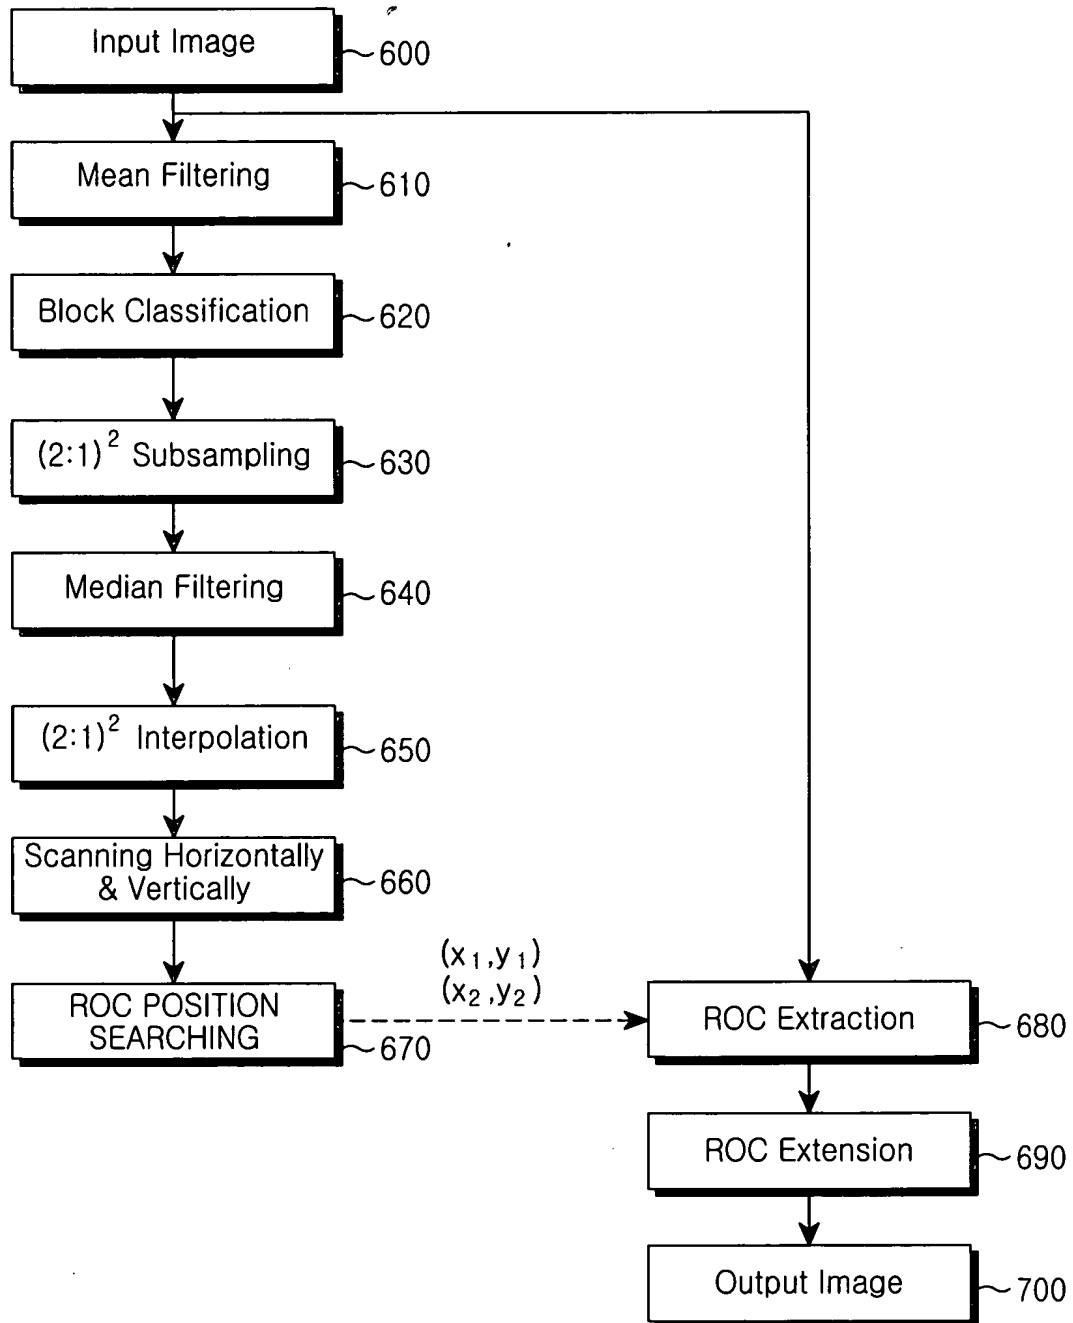 Input Image
600
Mean Filtering
610
Block Classification
620
(2:1)² Subsampling
630
Median Filtering
640
(2:1)² Interpolation
650
Scanning Horizontally
& Vertically
660
ROC POSITION
SEARCHING
670
(x₁,y₁)
(x₂,y₂)
ROC Extraction
680
ROC Extension
690
Output Image
700